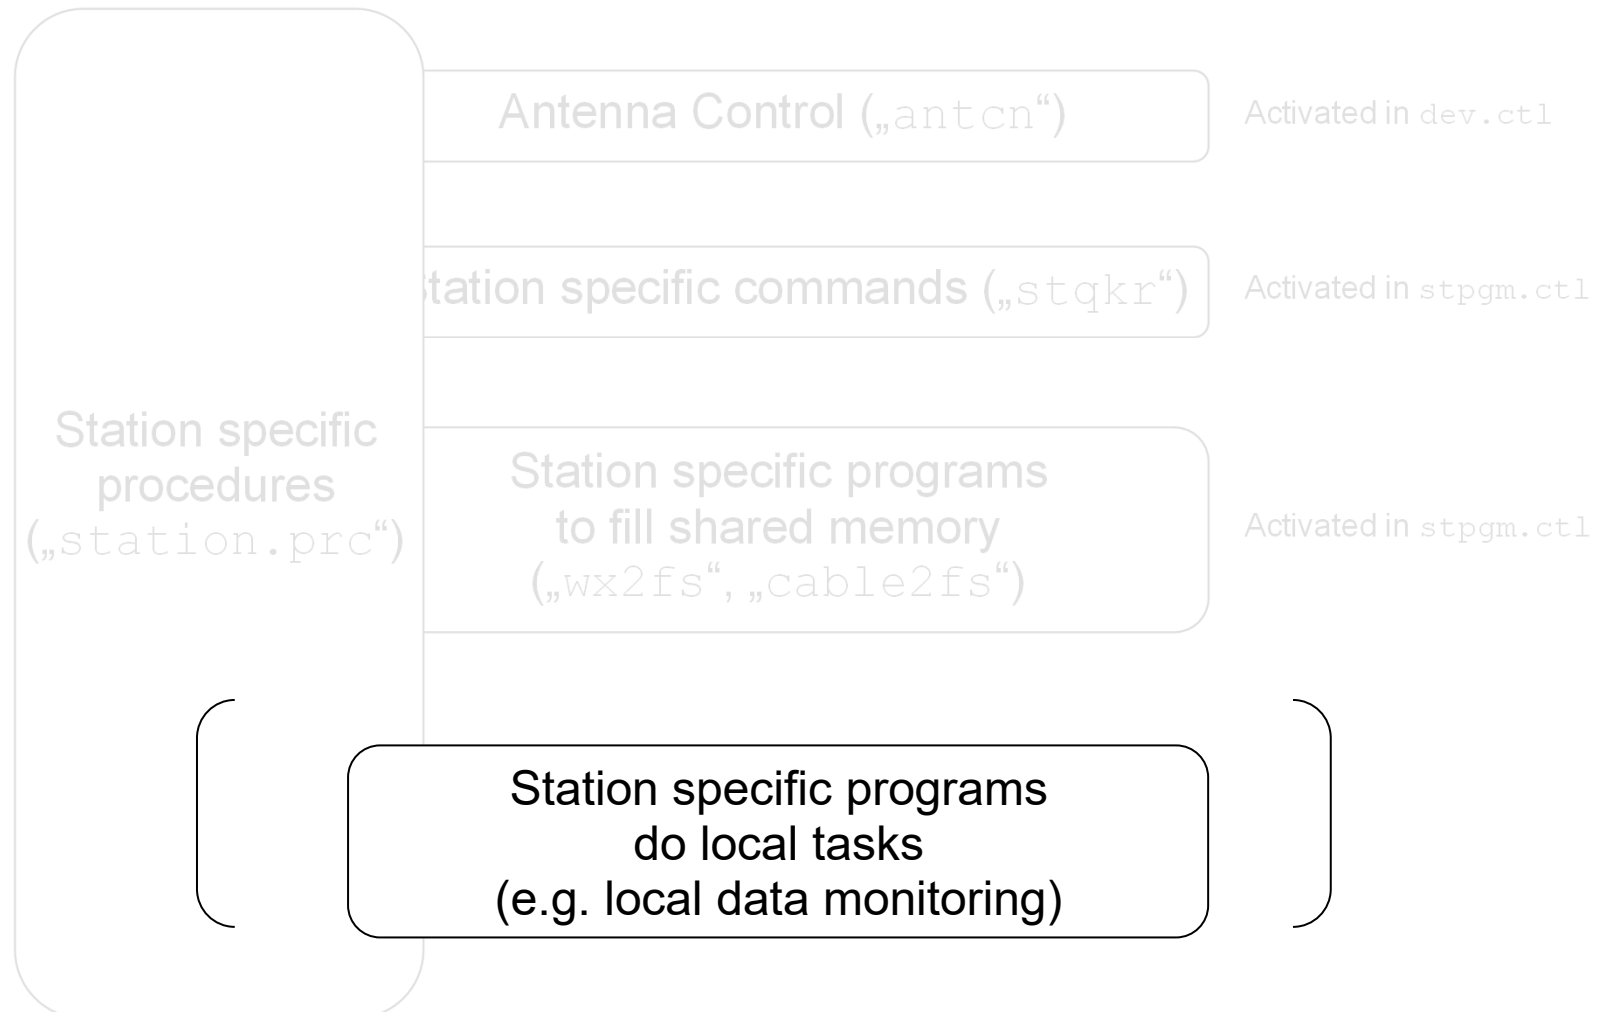 Antenna Control („antcn“)
Activated in dev.ctl
tation specific commands („stqkr“)
Activated in stpgm.ctl
Station specific
procedures
(„station.prc“)
Station specific programs
to fill shared memory
(„wx2fs“, „cable2fs“)
Activated in stpgm.ctl
Station specific programs
do local tasks
(e.g. local data monitoring)